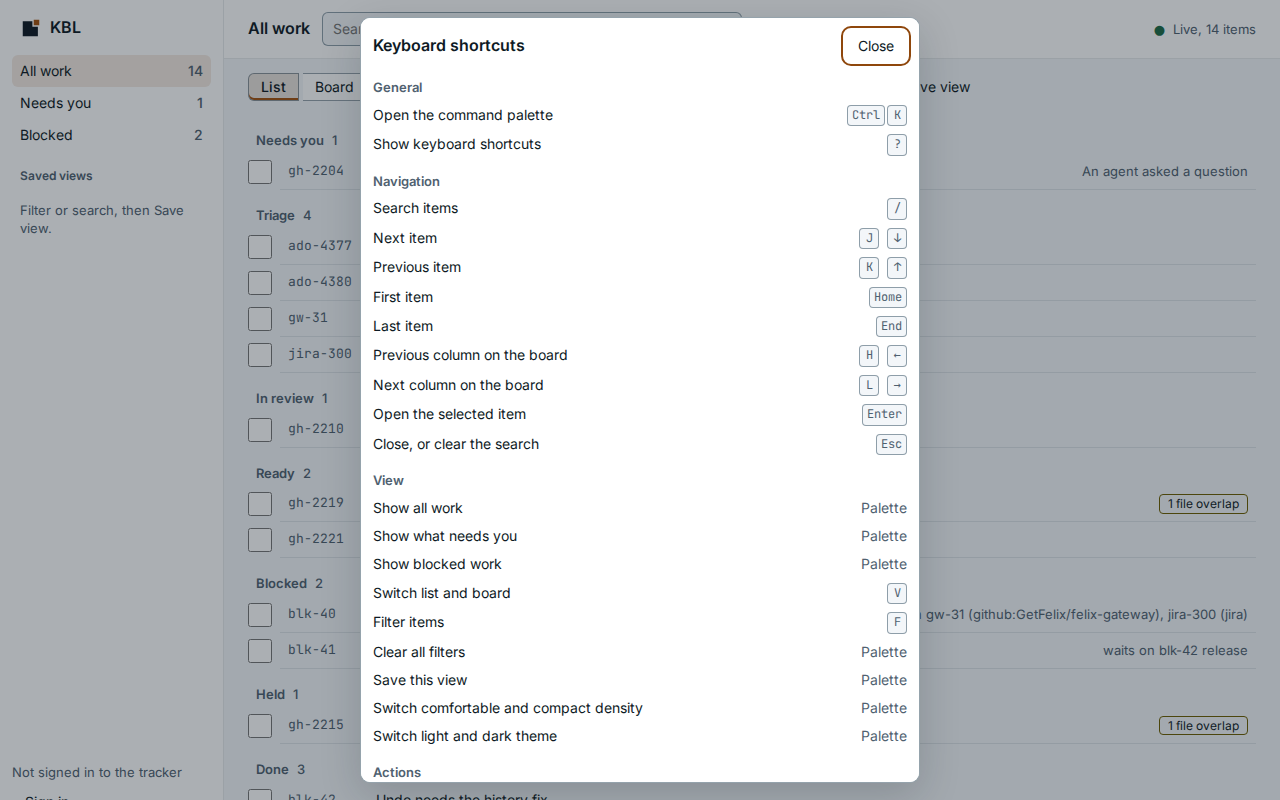 KBL
All work 14
Needs you 1
Blocked 2
Saved views
Filter or search, then Save
view.
Not signed in to the tracker
All work
Live, 14 items
List
Board
ve view
Needs you 1
gh-2204
An agent asked a question
Triage 4
ado-4377
ado-4380
gw-31
jira-300
In review 1
gh-2210
Ready 2
gh-2219
1 file overlap
gh-2221
Blocked 2
blk-40
gw-31 (github:GetFelix/felix-gateway), jira-300 (jira)
blk-41
waits on blk-42 release
Held 1
gh-2215
1 file overlap
Done 3
blk-42 Undo needs the history fix
Keyboard shortcuts
Close
General
Open the command palette Ctrl K
Show keyboard shortcuts ?
Navigation
Search items /
Next item J ↓
Previous item K ↑
First item Home
Last item End
Previous column on the board H ←
Next column on the board L →
Open the selected item Enter
Close, or clear the search Esc
View
Show all work Palette
Show what needs you Palette
Show blocked work Palette
Switch list and board V
Filter items F
Clear all filters Palette
Save this view Palette
Switch comfortable and compact density Palette
Switch light and dark theme Palette
Actions